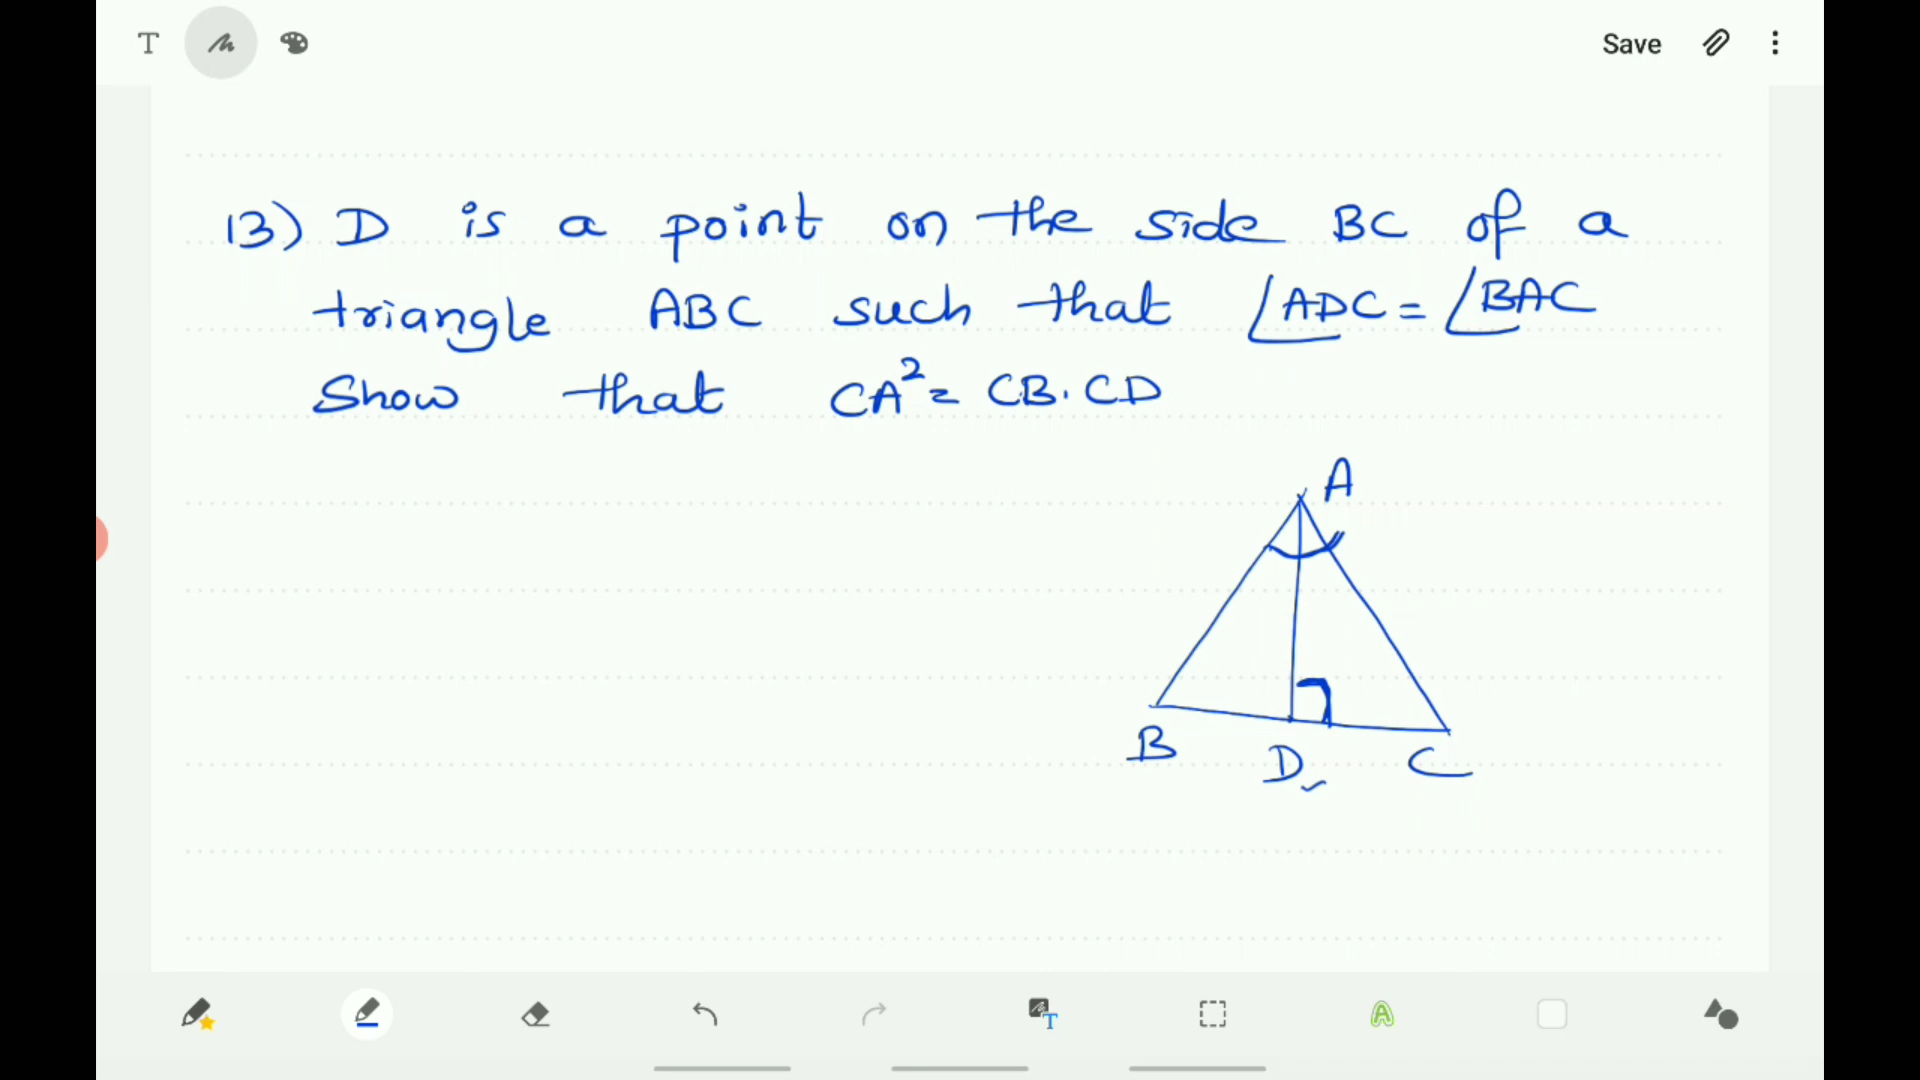 Save
13) D is a point on the side BC of a
triangle ABC such that ∠ADC = ∠BAC
Show that CA² = CB.CD
A
B D C